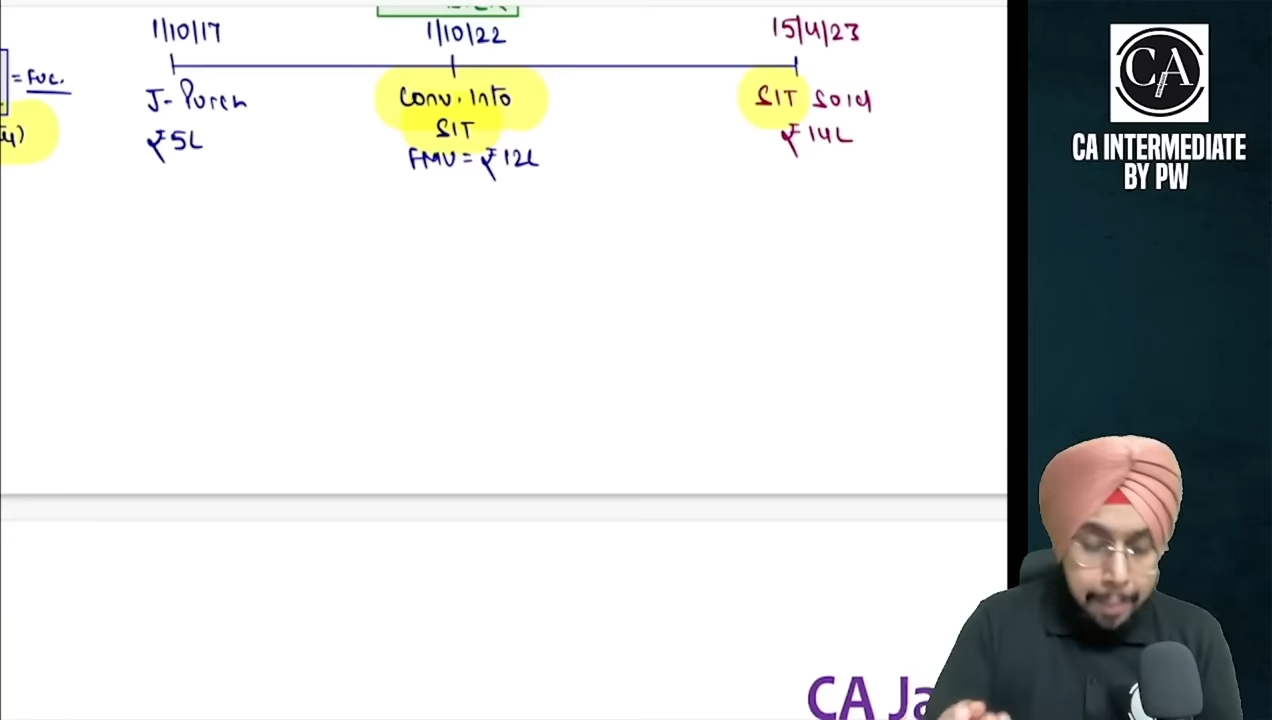 1/10/17
1/10/22
15/4/23
= FVC.
J- Purch
Conv. Into
SIT Sold
SIT
₹5L
₹14L
FMV = ₹12L
CA
CA INTERMEDIATE
BY PW
CA Ja